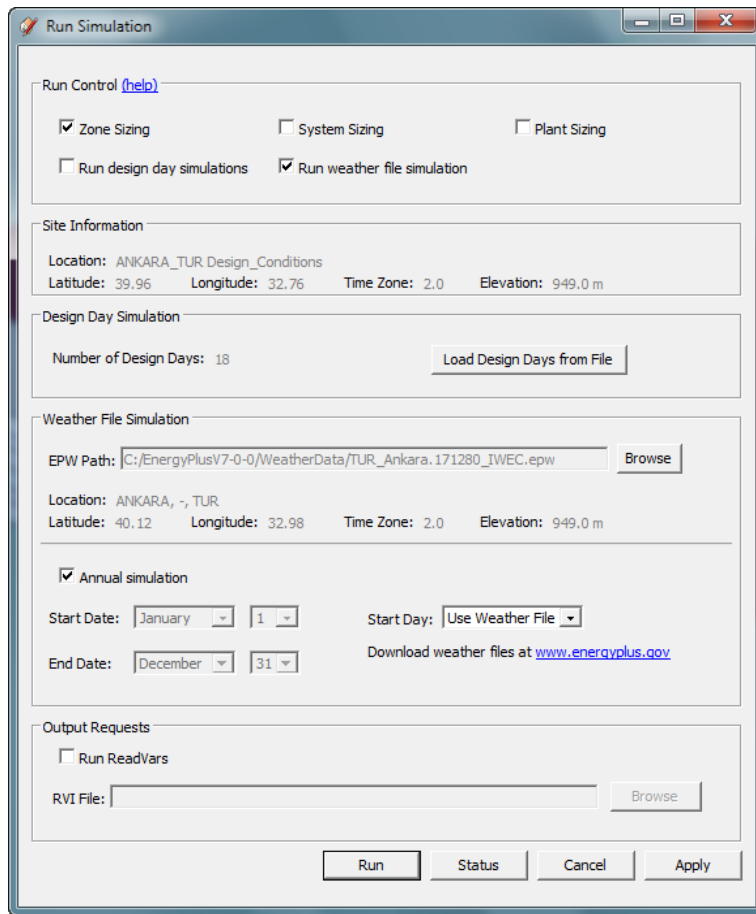 Run Simulation
Run Control (help)
Zone Sizing System Sizing Plant Sizing
Run design day simulations Run weather file simulation
Site Information
Location: ANKARA_TUR Design_Conditions
Latitude: 39.96 Longitude: 32.76 Time Zone: 2.0 Elevation: 949.0 m
Design Day Simulation
Number of Design Days: 18 Load Design Days from File
Weather File Simulation
EPW Path: C:/EnergyPlusV7-0-0/WeatherData/TUR_Ankara.171280_IWEC.epw Browse
Location: ANKARA, -, TUR
Latitude: 40.12 Longitude: 32.98 Time Zone: 2.0 Elevation: 949.0 m
Annual simulation
Start Date: January 1 Start Day: Use Weather File
End Date: December 31 Download weather files at www.energyplus.gov
Output Requests
Run ReadVars
RVI File: Browse
Run Status Cancel Apply